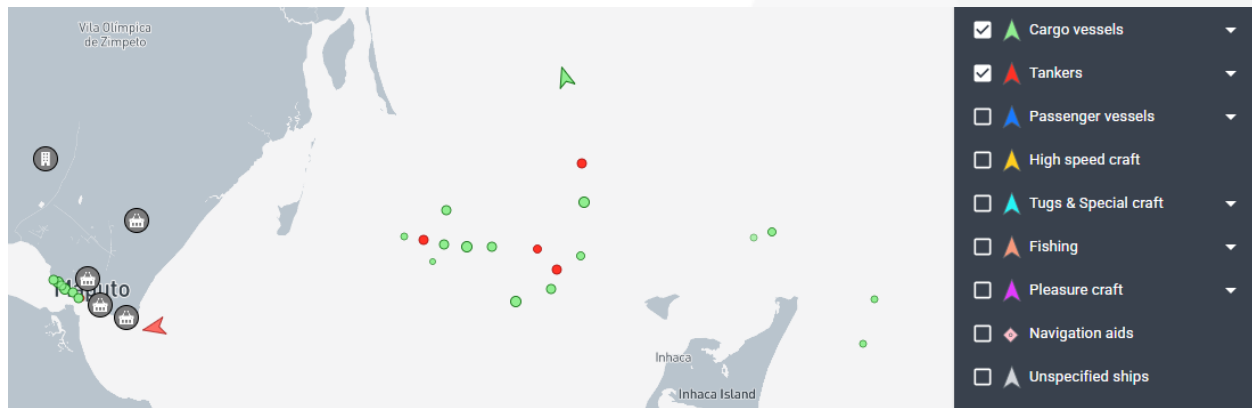 Vila Olímpica
de Zimpeto
Maputo
Inhaca
Inhaca Island
Cargo vessels
Tankers
Passenger vessels
High speed craft
Tugs & Special craft
Fishing
Pleasure craft
Navigation aids
Unspecified ships